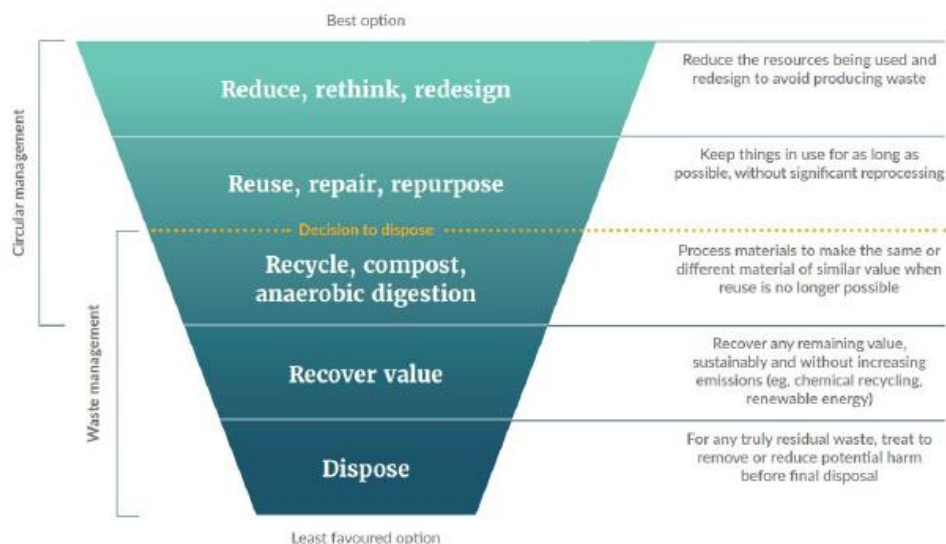 Best option
Circular management
Reduce, rethink, redesign
Reduce the resources being used and
redesign to avoid producing waste
Reuse, repair, repurpose
Keep things in use for as long as
possible, without significant reprocessing
Decision to dispose
Waste management
Recycle, compost,
anaerobic digestion
Process materials to make the same or
different material of similar value when
reuse is no longer possible
Recover value
Recover any remaining value,
sustainably and without increasing
emissions (eg, chemical recycling,
renewable energy)
Dispose
For any truly residual waste, treat to
remove or reduce potential harm
before final disposal
Least favoured option